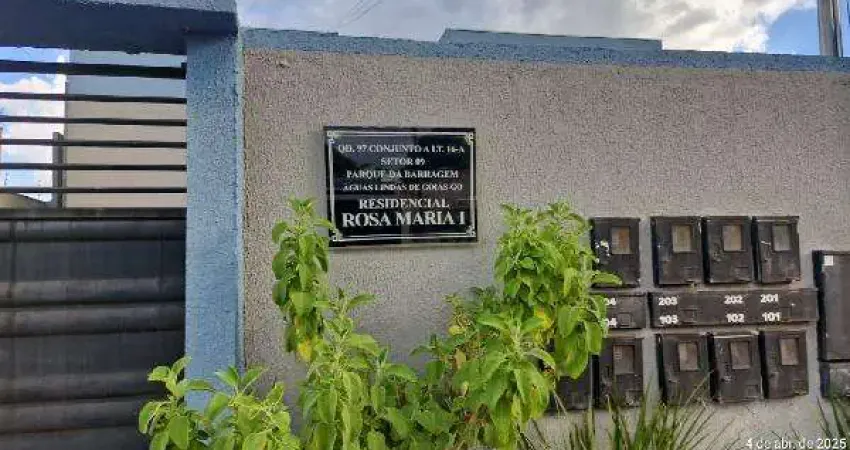 QD. 97 CONJUNTO A LT. 16-A
SETOR 09
PARQUE DA BARRAGEM
ÁGUAS LINDAS DE GOIÁS-GO
RESIDENCIAL
ROSA MARIA I
04 203 202 201
103 102 101
4 de abr. de 2025